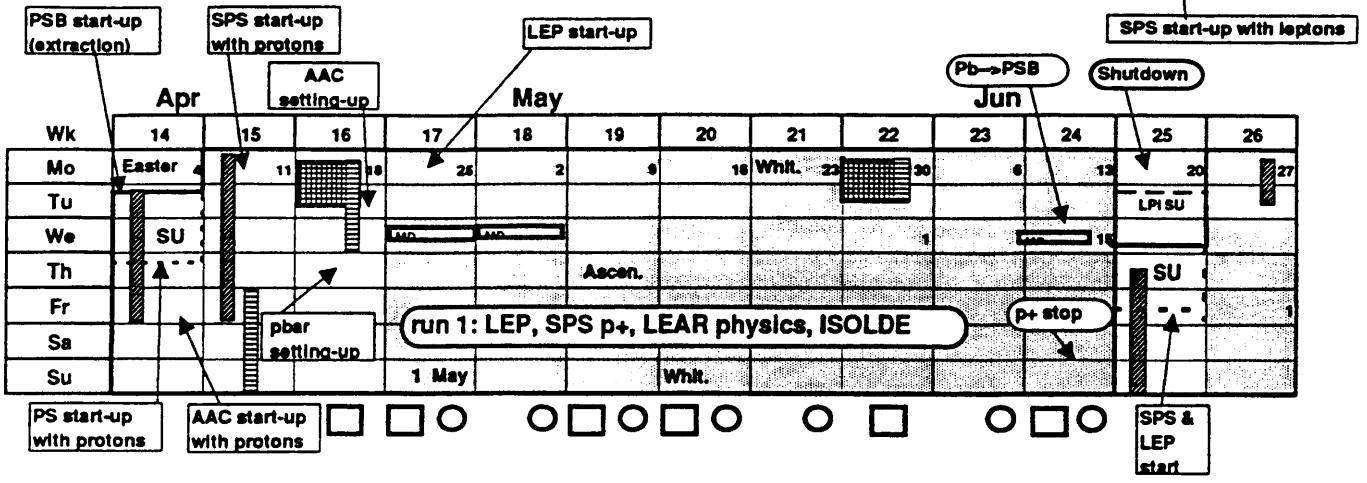 PSB start-up
(extraction)
SPS start-up
with protons
LEP start-up
SPS start-up with leptons
AAC
setting-up
Pb-->PSB
Shutdown
Apr May Jun
Wk 14 15 16 17 18 19 20 21 22 23 24 25 26
Mo Easter 4 11 18 25 2 9 16 Whit. 23 30 6 13 20 27
Tu LPI SU
We SU MD MD 1 MD 15
Th Ascen. SU
Fr 1
run 1: LEP, SPS p+, LEAR physics, ISOLDE
p+ stop
pbar
setting-up
Sa
Su 1 May Whit.
PS start-up
with protons
AAC start-up
with protons
SPS &
LEP
start